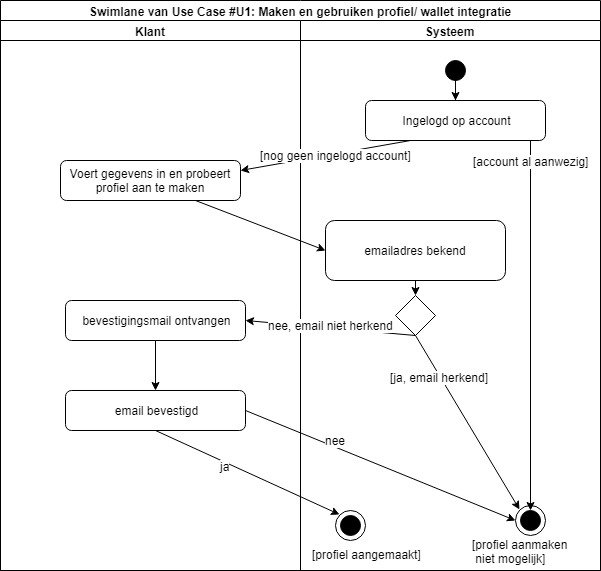 Swimlane van Use Case #U1: Maken en gebruiken profiel/ wallet integratie
Klant
Systeem
Ingelogd op account
[nog geen ingelogd account]
[account al aanwezig]
Voert gegevens in en probeert
profiel aan te maken
emailadres bekend
bevestigingsmail ontvangen
nee, email niet herkend
[ja, email herkend]
email bevestigd
nee
ja
[profiel aangemaakt]
[profiel aanmaken
niet mogelijk]